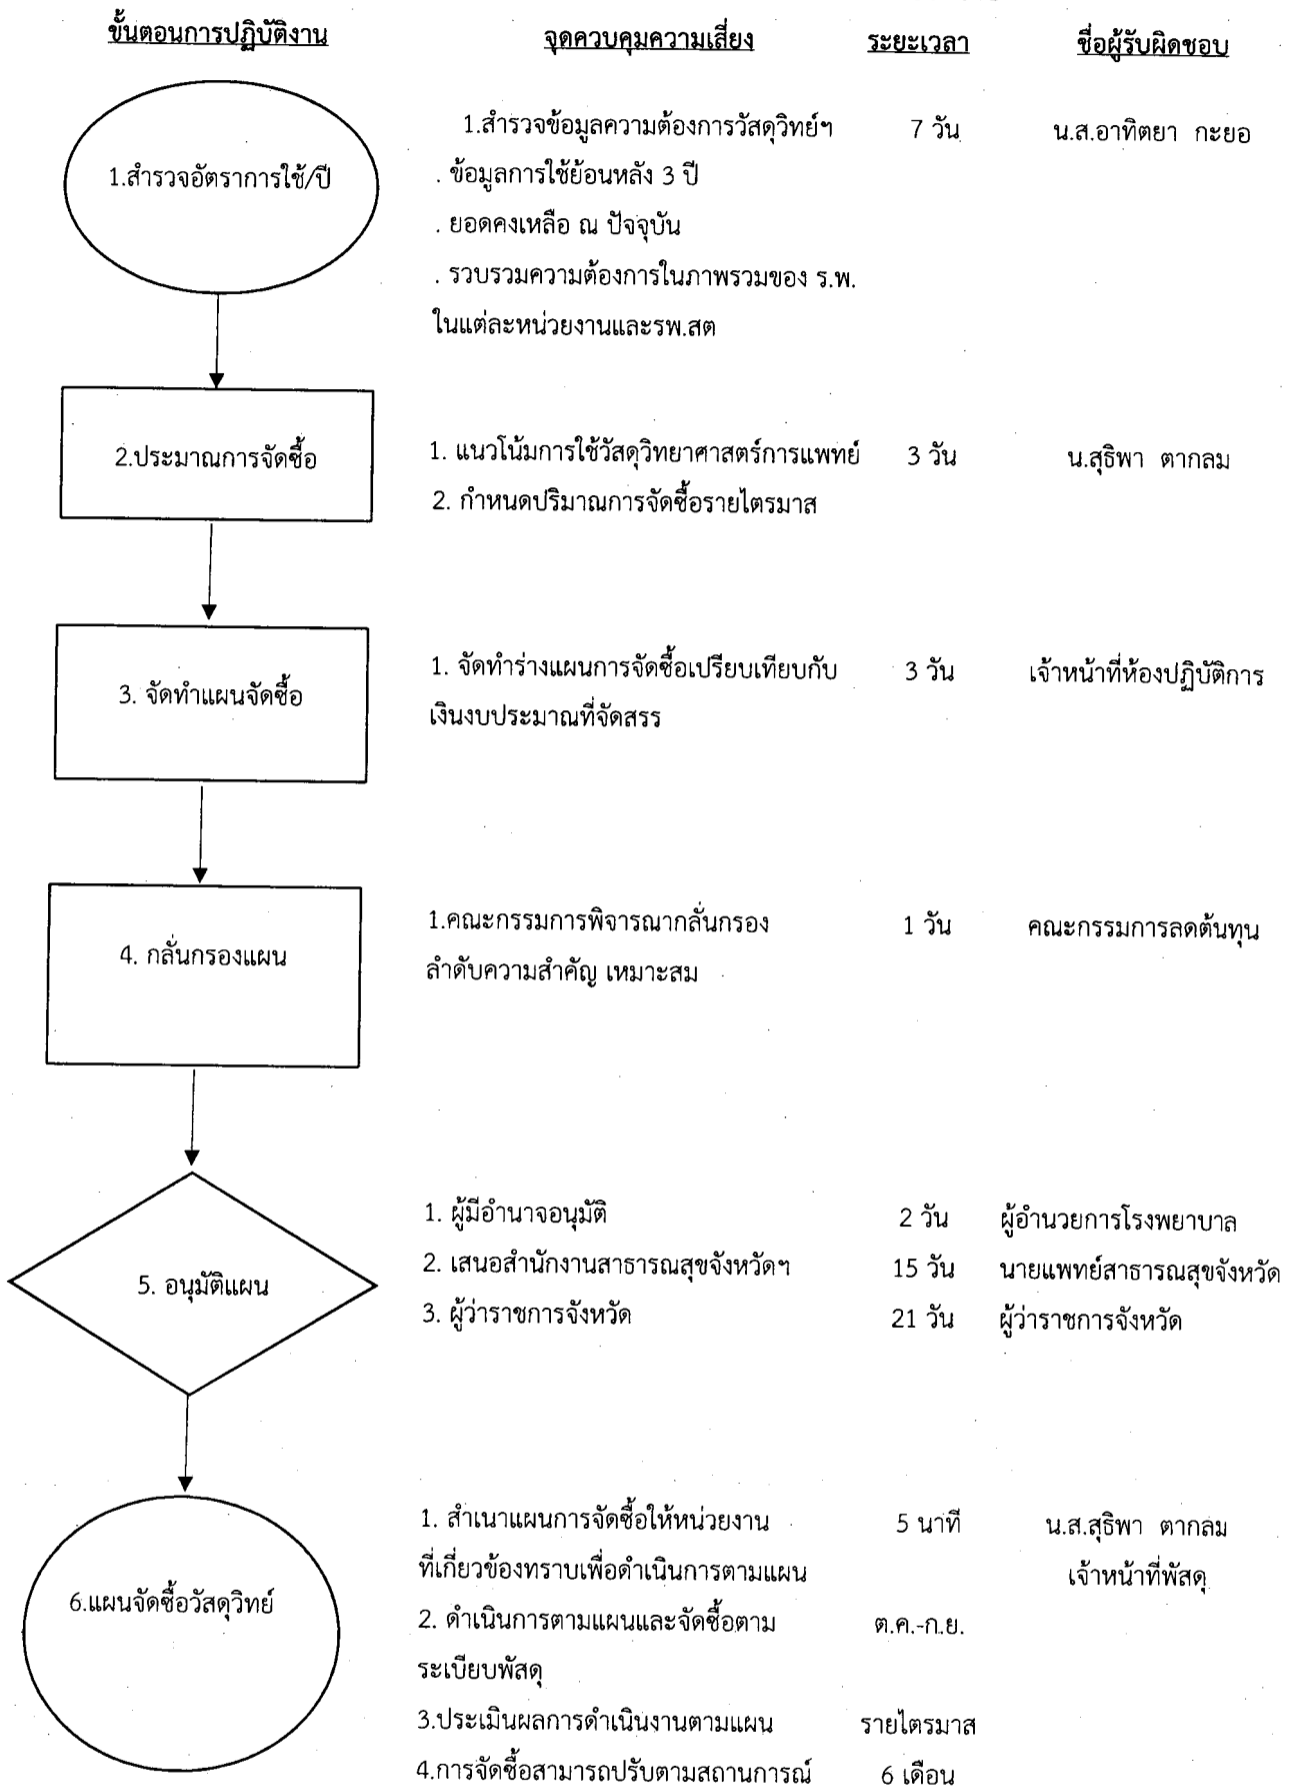 ขั้นตอนการปฏิบัติงาน จุดควบคุมความเสี่ยง ระยะเวลา ชื่อผู้รับผิดชอบ
1.สำรวจอัตราการใช้/ปี
1.สำรวจข้อมูลความต้องการวัสดุวิทย์ฯ 7 วัน น.ส.อาทิตยา กะยอ
. ข้อมูลการใช้ย้อนหลัง 3 ปี
. ยอดคงเหลือ ณ ปัจจุบัน
. รวบรวมความต้องการในภาพรวมของ ร.พ.
ในแต่ละหน่วยงานและรพ.สต
2.ประมาณการจัดซื้อ
1. แนวโน้มการใช้วัสดุวิทยาศาสตร์การแพทย์ 3 วัน น.สุธิพา ตากลม
2. กำหนดปริมาณการจัดซื้อรายไตรมาส
3. จัดทำแผนจัดซื้อ
1. จัดทำร่างแผนการจัดซื้อเปรียบเทียบกับ 3 วัน เจ้าหน้าที่ห้องปฏิบัติการ
เงินงบประมาณที่จัดสรร
4. กลั่นกรองแผน
1.คณะกรรมการพิจารณากลั่นกรอง 1 วัน คณะกรรมการลดต้นทุน
ลำดับความสำคัญ เหมาะสม
5. อนุมัติแผน
1. ผู้มีอำนาจอนุมัติ 2 วัน ผู้อำนวยการโรงพยาบาล
2. เสนอสำนักงานสาธารณสุขจังหวัดฯ 15 วัน นายแพทย์สาธารณสุขจังหวัด
3. ผู้ว่าราชการจังหวัด 21 วัน ผู้ว่าราชการจังหวัด
6.แผนจัดซื้อวัสดุวิทย์
1. สำเนาแผนการจัดซื้อให้หน่วยงาน 5 นาที น.ส.สุธิพา ตากลม
ที่เกี่ยวข้องทราบเพื่อดำเนินการตามแผน เจ้าหน้าที่พัสดุ
2. ดำเนินการตามแผนและจัดซื้อตาม ต.ค.-ก.ย.
ระเบียบพัสดุ
3.ประเมินผลการดำเนินงานตามแผน รายไตรมาส
4.การจัดซื้อสามารถปรับตามสถานการณ์ 6 เดือน